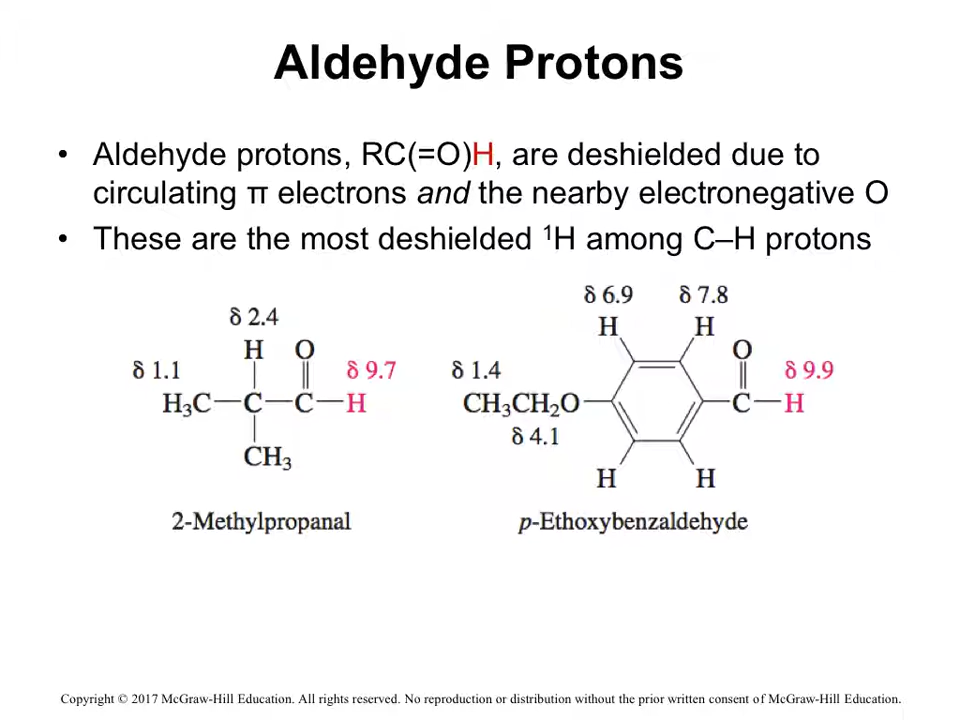 Aldehyde Protons
• Aldehyde protons, RC(=O)H, are deshielded due to
circulating π electrons and the nearby electronegative O
• These are the most deshielded ¹H among C–H protons
δ 6.9 δ 7.8
δ 2.4 H H
H O O
δ 1.1 δ 9.7 δ 1.4 δ 9.9
H₃C—C—C—H CH₃CH₂O C—H
δ 4.1
CH₃
H H
2-Methylpropanal p-Ethoxybenzaldehyde
Copyright © 2017 McGraw-Hill Education. All rights reserved. No reproduction or distribution without the prior written consent of McGraw-Hill Education.